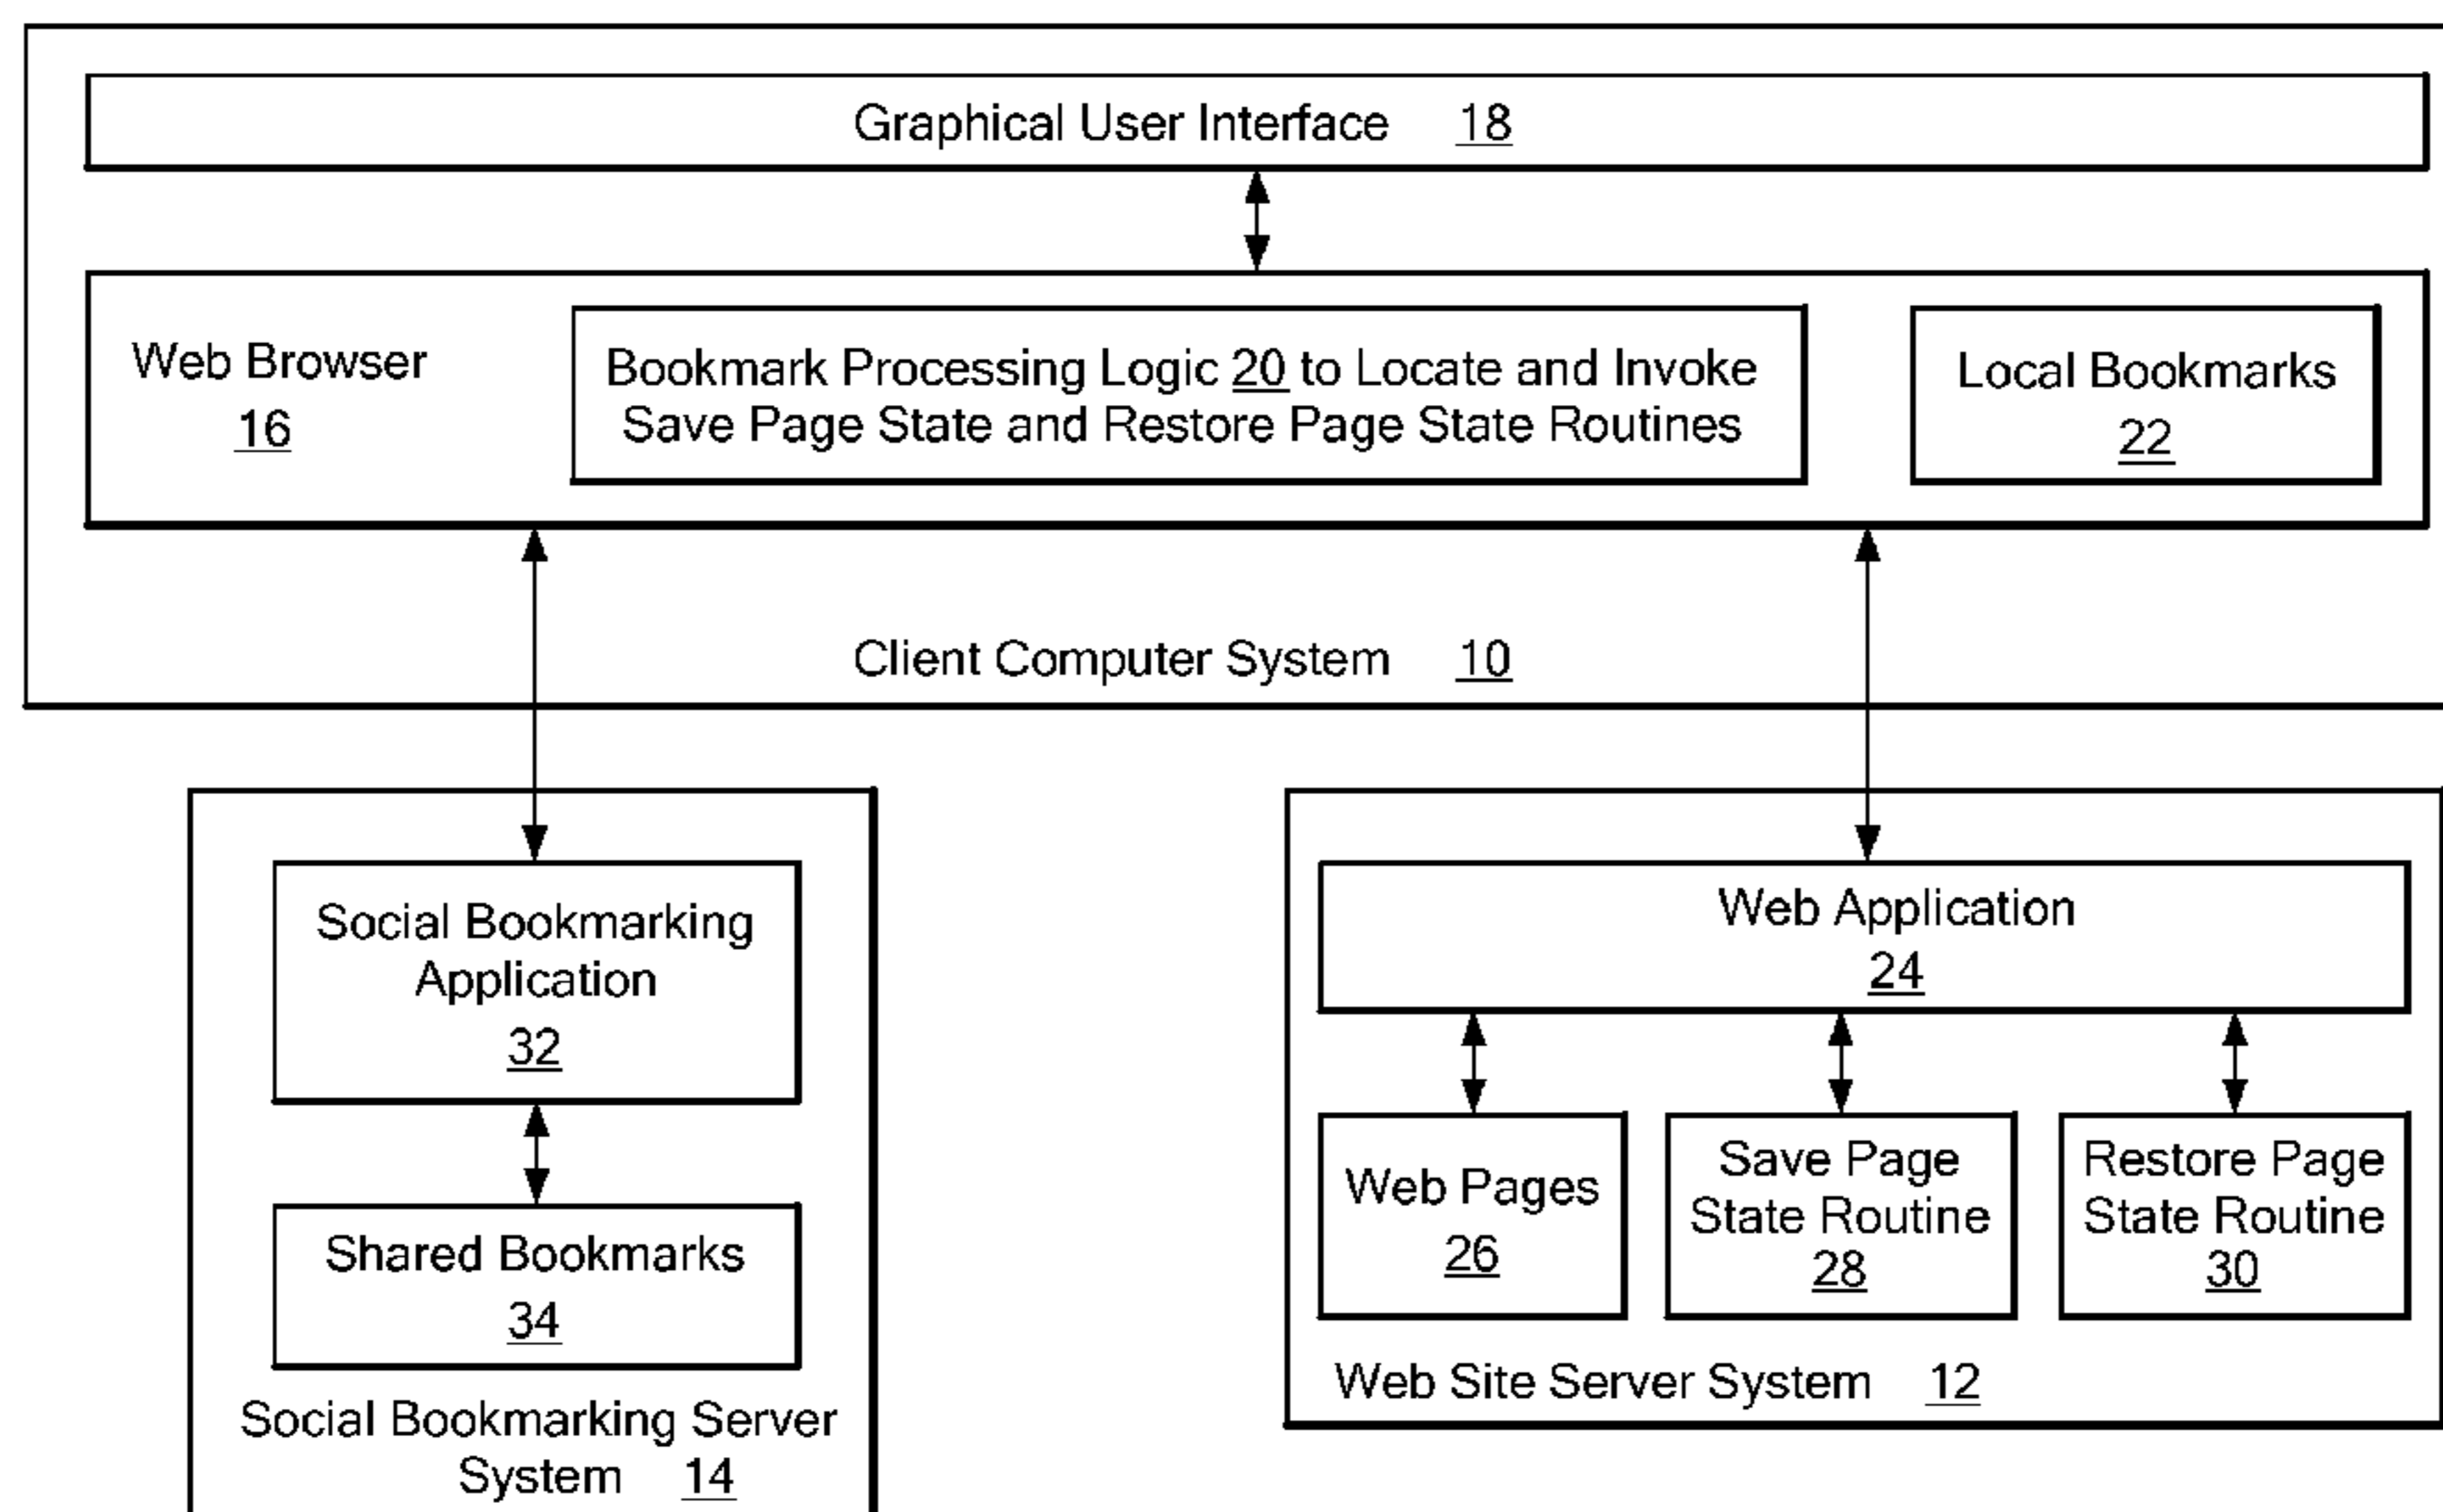 Graphical User Interface 18
Web Browser
16
Bookmark Processing Logic 20 to Locate and Invoke
Save Page State and Restore Page State Routines
Local Bookmarks
22
Client Computer System 10
Social Bookmarking
Application
32
Shared Bookmarks
34
Social Bookmarking Server
System 14
Web Application
24
Web Pages
26
Save Page
State Routine
28
Restore Page
State Routine
30
Web Site Server System 12